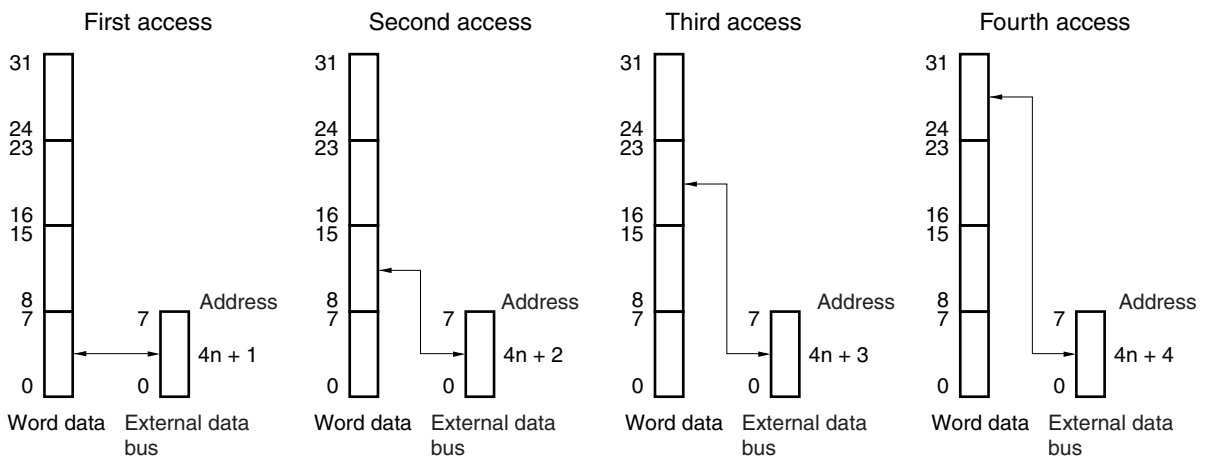 First access
31
24
23
16
15
8
7
0
Word data
7
0
Address
4n + 1
External data
bus
Second access
31
24
23
16
15
8
7
0
Word data
7
0
Address
4n + 2
External data
bus
Third access
31
24
23
16
15
8
7
0
Word data
7
0
Address
4n + 3
External data
bus
Fourth access
31
24
23
16
15
8
7
0
Word data
7
0
Address
4n + 4
External data
bus